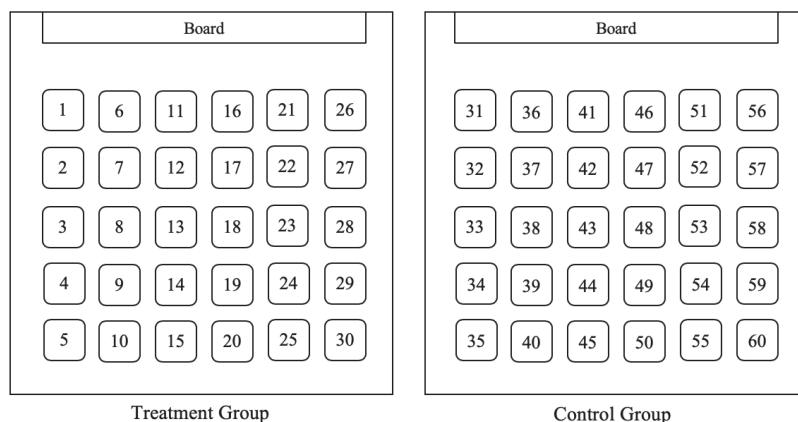 Board Board
1 6 11 16 21 26 31 36 41 46 51 56
2 7 12 17 22 27 32 37 42 47 52 57
3 8 13 18 23 28 33 38 43 48 53 58
4 9 14 19 24 29 34 39 44 49 54 59
5 10 15 20 25 30 35 40 45 50 55 60
Treatment Group Control Group